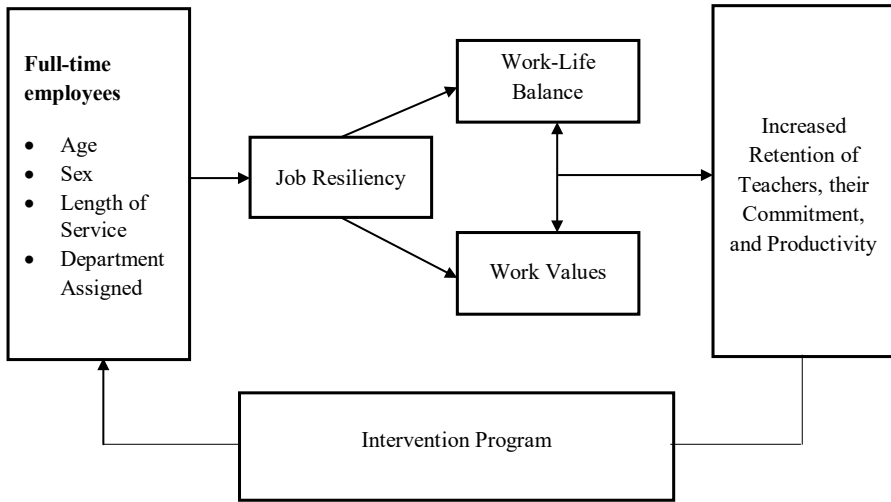 Full-time
employees
• Age
• Sex
• Length of
Service
• Department
Assigned
Job Resiliency
Work-Life
Balance
Work Values
Increased
Retention of
Teachers, their
Commitment,
and Productivity
Intervention Program